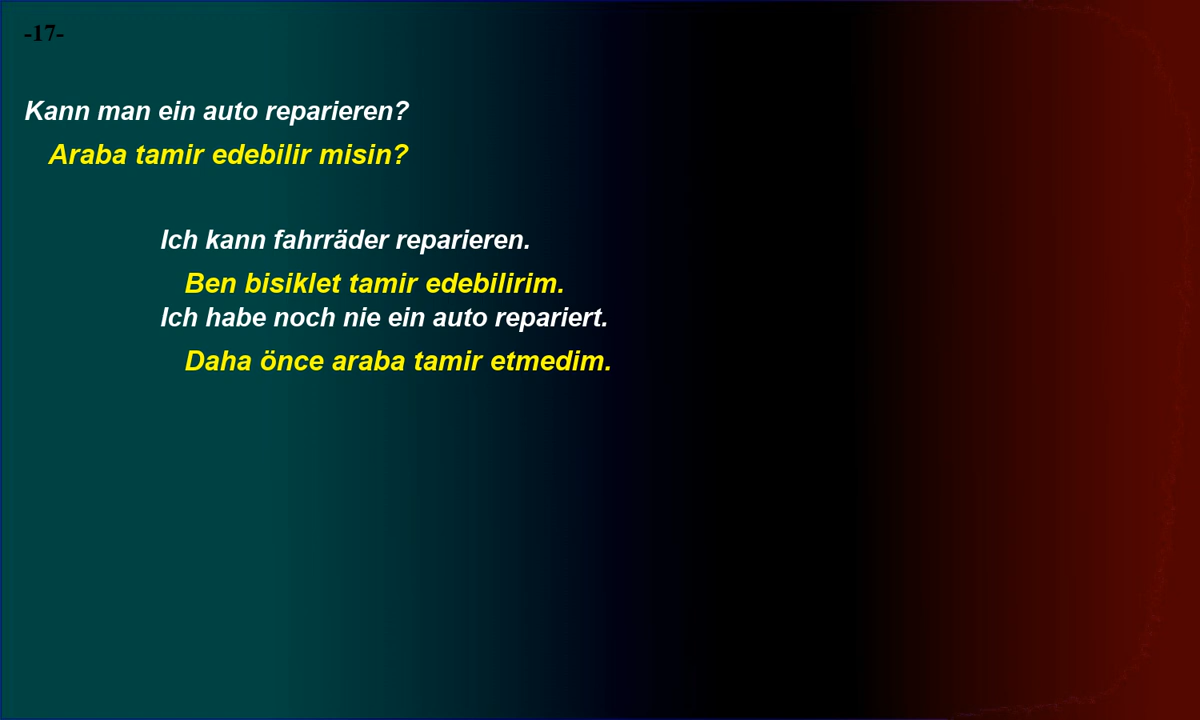 -17-
Kann man ein auto reparieren?
Araba tamir edebilir misin?
Ich kann fahrräder reparieren.
Ben bisiklet tamir edebilirim.
Ich habe noch nie ein auto repariert.
Daha önce araba tamir etmedim.